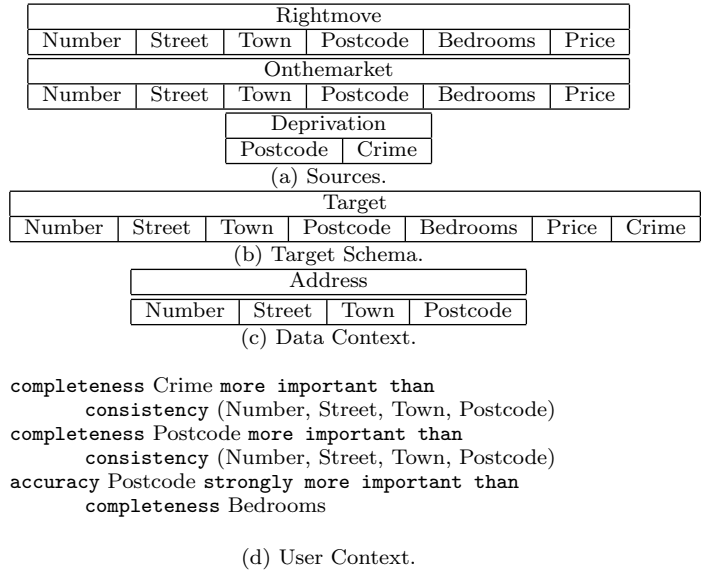 Rightmove
Number Street Town Postcode Bedrooms Price
Onthemarket
Number Street Town Postcode Bedrooms Price
Deprivation
Postcode Crime
(a) Sources.
Target
Number Street Town Postcode Bedrooms Price Crime
(b) Target Schema.
Address
Number Street Town Postcode
(c) Data Context.
completeness Crime more important than
consistency (Number, Street, Town, Postcode)
completeness Postcode more important than
consistency (Number, Street, Town, Postcode)
accuracy Postcode strongly more important than
completeness Bedrooms
(d) User Context.